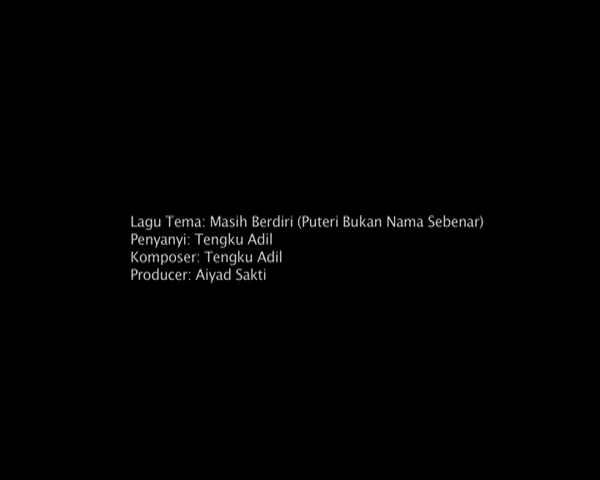 Lagu Tema: Masih Berdiri (Puteri Bukan Nama Sebenar)
Penyanyi: Tengku Adil
Komposer: Tengku Adil
Producer: Aiyad Sakti